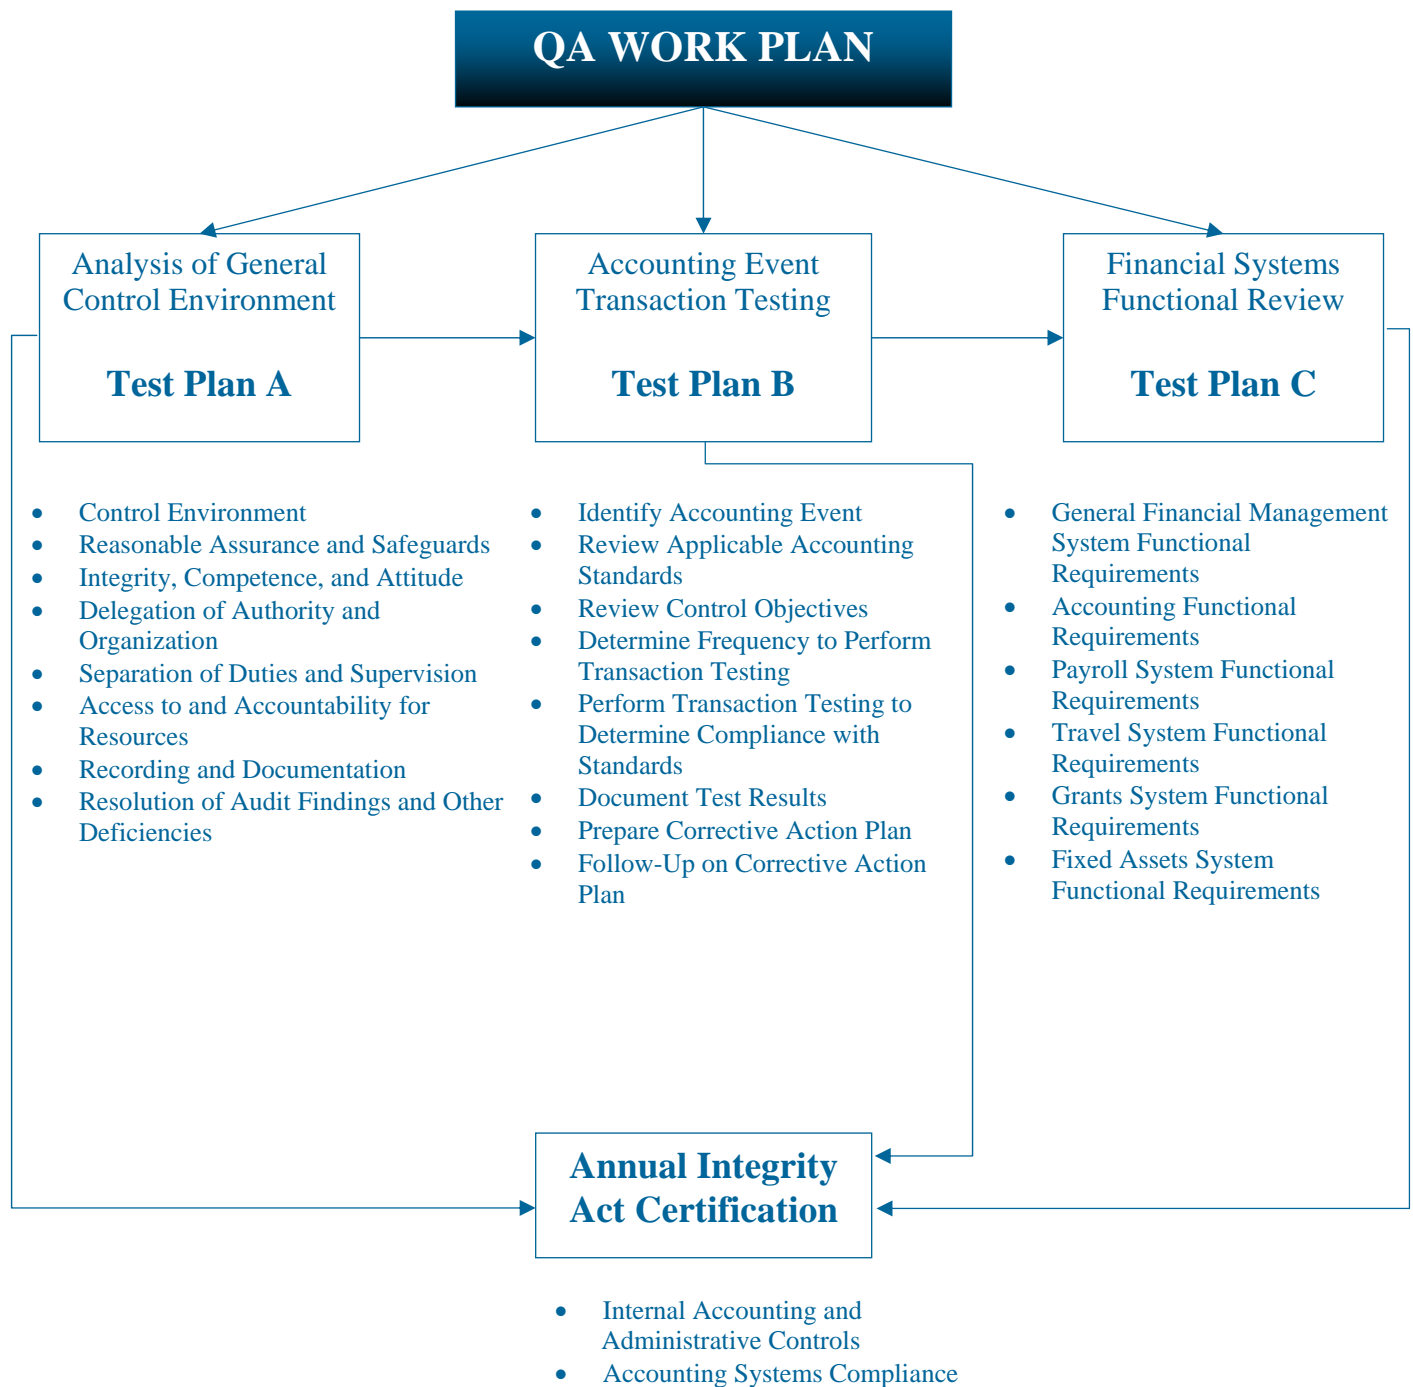 QA WORK PLAN
Analysis of General
Control Environment
Test Plan A
Accounting Event
Transaction Testing
Test Plan B
Financial Systems
Functional Review
Test Plan C
• Control Environment
• Reasonable Assurance and Safeguards
• Integrity, Competence, and Attitude
• Delegation of Authority and
Organization
• Separation of Duties and Supervision
• Access to and Accountability for
Resources
• Recording and Documentation
• Resolution of Audit Findings and Other
Deficiencies
• Identify Accounting Event
• Review Applicable Accounting
Standards
• Review Control Objectives
• Determine Frequency to Perform
Transaction Testing
• Perform Transaction Testing to
Determine Compliance with
Standards
• Document Test Results
• Prepare Corrective Action Plan
• Follow-Up on Corrective Action
Plan
• General Financial Management
System Functional
Requirements
• Accounting Functional
Requirements
• Payroll System Functional
Requirements
• Travel System Functional
Requirements
• Grants System Functional
Requirements
• Fixed Assets System
Functional Requirements
Annual Integrity
Act Certification
• Internal Accounting and
Administrative Controls
• Accounting Systems Compliance